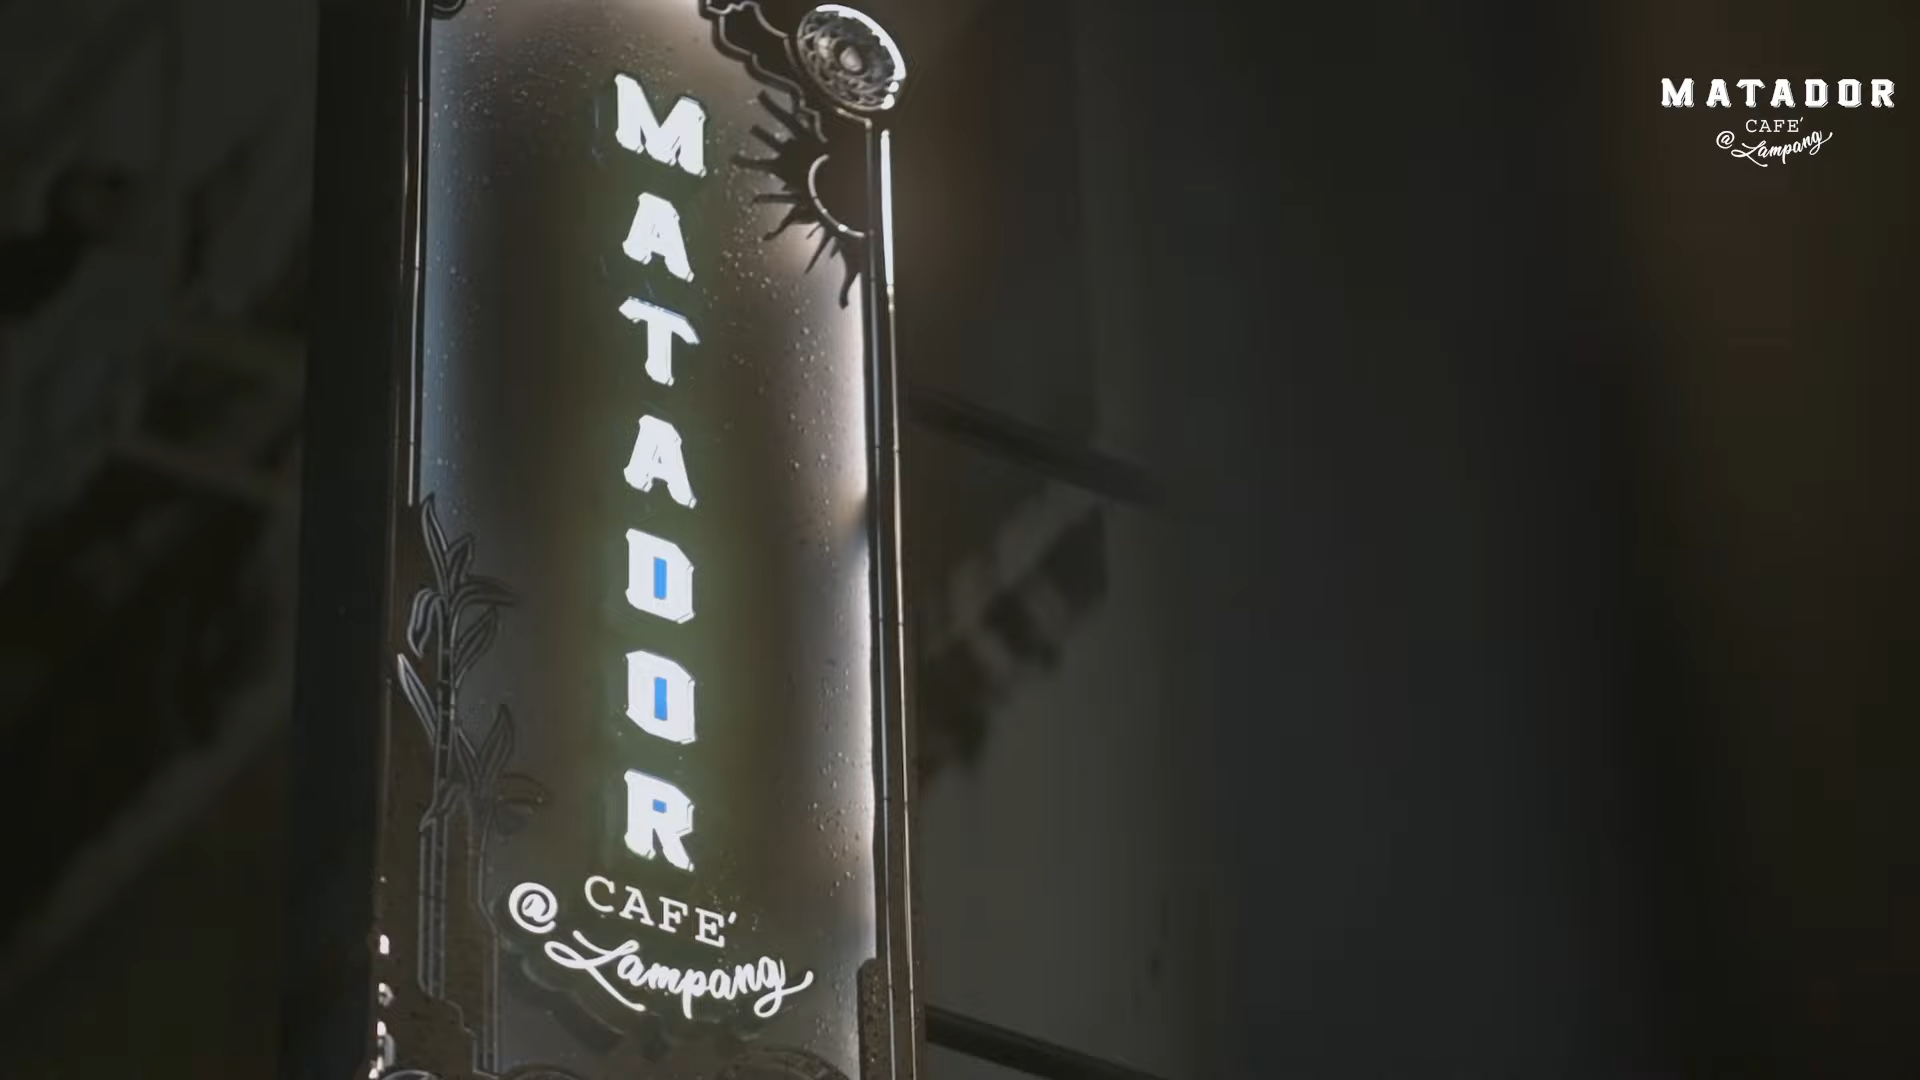 MATADOR
CAFE'
@ Lampang
MATADOR
CAFE'
@ Lampang